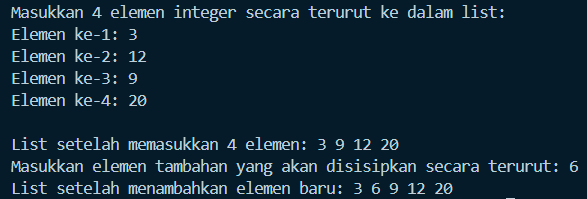 Masukkan 4 elemen integer secara terurut ke dalam list:
Elemen ke-1: 3
Elemen ke-2: 12
Elemen ke-3: 9
Elemen ke-4: 20
List setelah memasukkan 4 elemen: 3 9 12 20
Masukkan elemen tambahan yang akan disisipkan secara terurut: 6
List setelah menambahkan elemen baru: 3 6 9 12 20